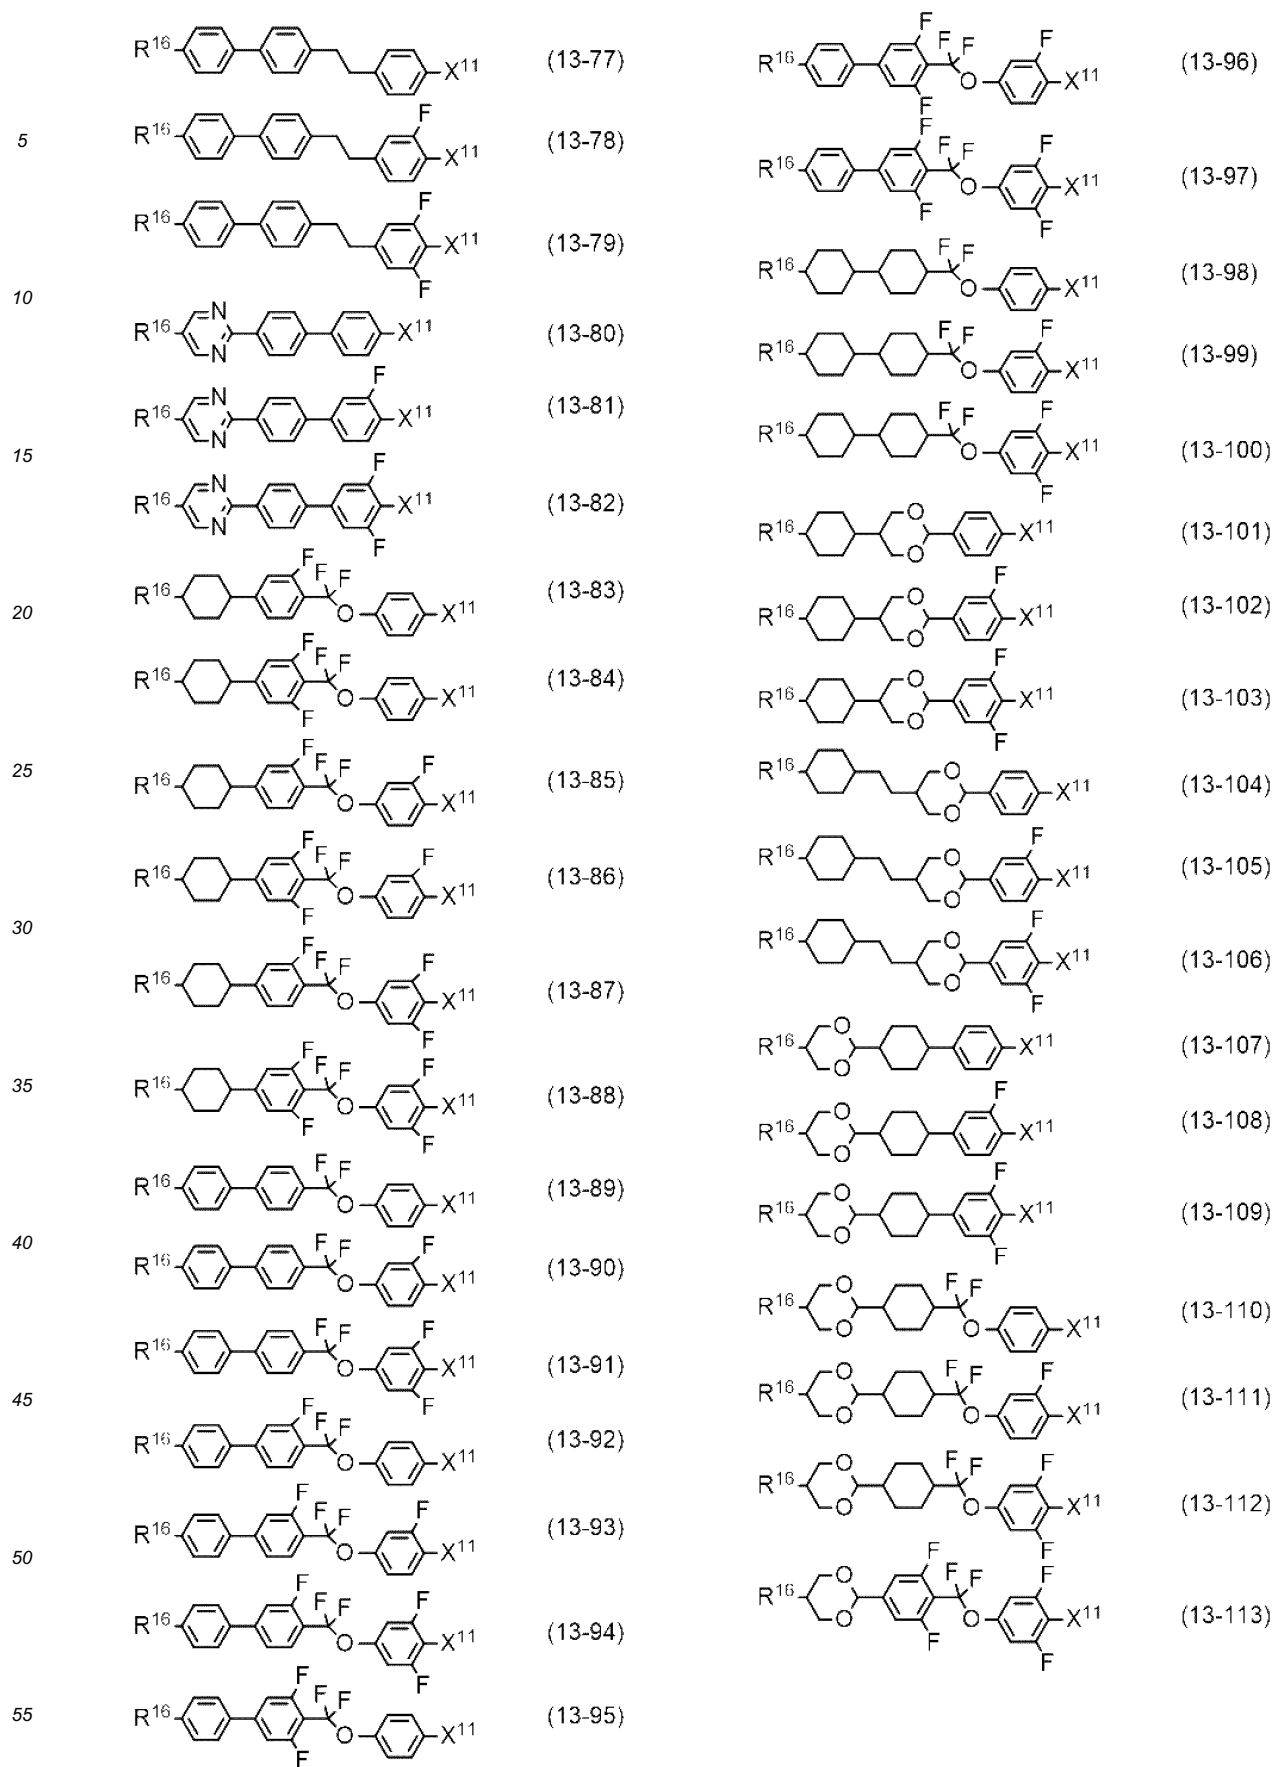 R¹⁶ X¹¹ (13-77)
5
R¹⁶ F X¹¹ (13-78)
R¹⁶ F X¹¹ F (13-79)
10
R¹⁶ N N X¹¹ (13-80)
R¹⁶ N N F X¹¹ (13-81)
15
R¹⁶ N N F X¹¹ F (13-82)
R¹⁶ F F F O X¹¹ (13-83)
20
R¹⁶ F F F F O X¹¹ (13-84)
25
R¹⁶ F F F O F X¹¹ (13-85)
R¹⁶ F F F F O F X¹¹ (13-86)
30
R¹⁶ F F F O F X¹¹ F (13-87)
35
R¹⁶ F F F F O F X¹¹ F (13-88)
R¹⁶ F F O X¹¹ (13-89)
40
R¹⁶ F F O F X¹¹ (13-90)
R¹⁶ F F O F X¹¹ F (13-91)
45
R¹⁶ F F F O X¹¹ (13-92)
R¹⁶ F F F O F X¹¹ (13-93)
50
R¹⁶ F F F O F X¹¹ F (13-94)
55
R¹⁶ F F F F O X¹¹ (13-95)
R¹⁶ F F F F O F X¹¹ (13-96)
R¹⁶ F F F F O F X¹¹ F (13-97)
R¹⁶ F F O X¹¹ (13-98)
R¹⁶ F F O F X¹¹ (13-99)
R¹⁶ F F O F X¹¹ F (13-100)
R¹⁶ O O X¹¹ (13-101)
R¹⁶ O O F X¹¹ (13-102)
R¹⁶ O O F X¹¹ F (13-103)
R¹⁶ O O X¹¹ (13-104)
R¹⁶ O O F X¹¹ (13-105)
R¹⁶ O O F X¹¹ F (13-106)
R¹⁶ O O X¹¹ (13-107)
R¹⁶ O O F X¹¹ (13-108)
R¹⁶ O O F X¹¹ F (13-109)
R¹⁶ O O F F O X¹¹ (13-110)
R¹⁶ O O F F O F X¹¹ (13-111)
R¹⁶ O O F F O F X¹¹ F (13-112)
R¹⁶ O O F F F F O F X¹¹ F (13-113)